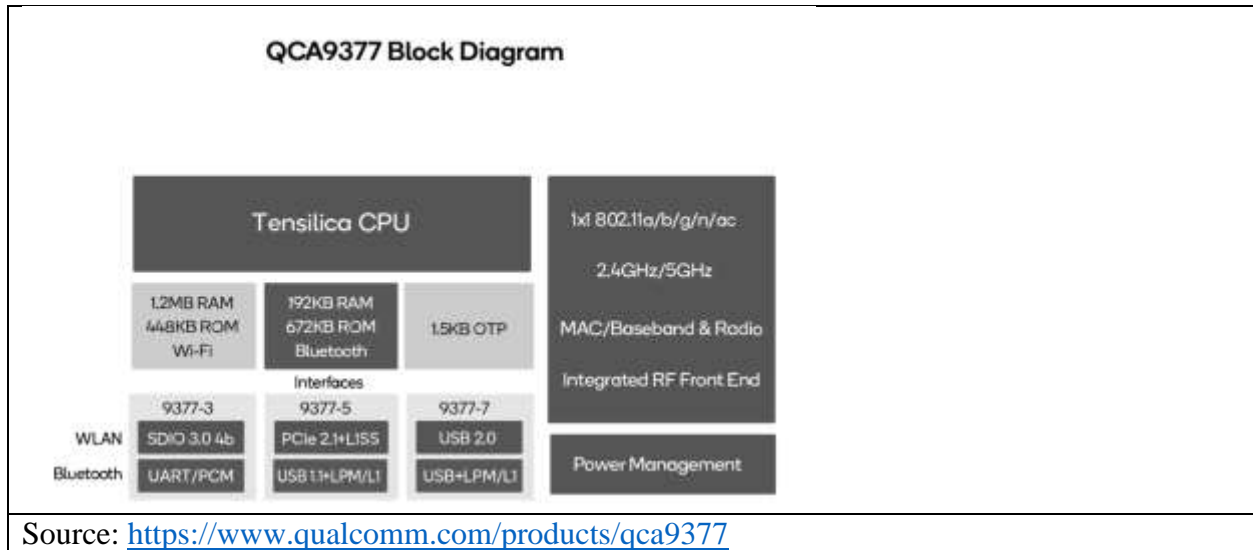 QCA9377 Block Diagram
Tensilica CPU
1x1 802.11a/b/g/n/ac
2.4GHz/5GHz
MAC/Baseband & Radio
Integrated RF Front End
1.2MB RAM
448KB ROM
Wi-Fi
192KB RAM
672KB ROM
Bluetooth
1.5KB OTP
Interfaces
9377-3
9377-5
9377-7
WLAN
SDIO 3.0 4b
PCIe 2.1+L1SS
USB 2.0
Bluetooth
UART/PCM
USB 1.1+LPM/L1
USB+LPM/L1
Power Management
Source: https://www.qualcomm.com/products/qca9377